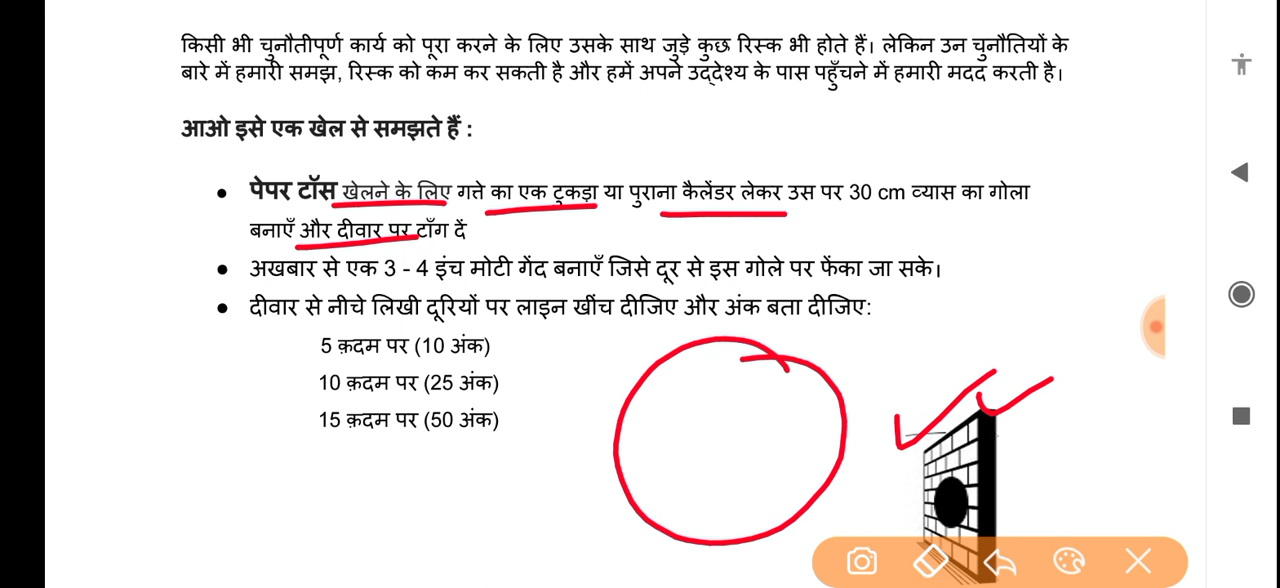 किसी भी चुनौतीपूर्ण कार्य को पूरा करने के लिए उसके साथ जुड़े कुछ रिस्क भी होते हैं। लेकिन उन चुनौतियों के
बारे में हमारी समझ, रिस्क को कम कर सकती है और हमें अपने उद्देश्य के पास पहुँचने में हमारी मदद करती है।
आओ इसे एक खेल से समझते हैं :
• पेपर टॉस खेलने के लिए गत्ते का एक टुकड़ा या पुराना कैलेंडर लेकर उस पर 30 cm व्यास का गोला
बनाएँ और दीवार पर टाँग दें
• अखबार से एक 3 - 4 इंच मोटी गेंद बनाएँ जिसे दूर से इस गोले पर फेंका जा सके।
• दीवार से नीचे लिखी दूरियों पर लाइन खींच दीजिए और अंक बता दीजिए:
5 क़दम पर (10 अंक)
10 क़दम पर (25 अंक)
15 क़दम पर (50 अंक)